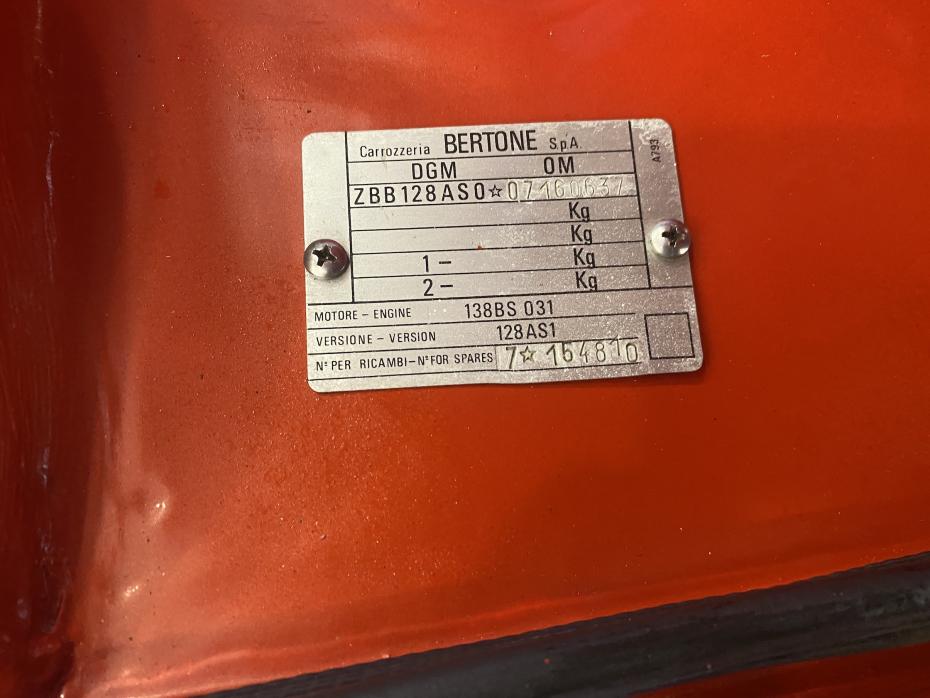 Carrozzeria BERTONE S.p.A.
DGM OM
ZBB128AS0☆07160637
Kg
Kg
1 – Kg
2 – Kg
MOTORE – ENGINE 138BS 031
VERSIONE – VERSION 128AS1
N° PER RICAMBI – N° FOR SPARES 7☆164810
A793